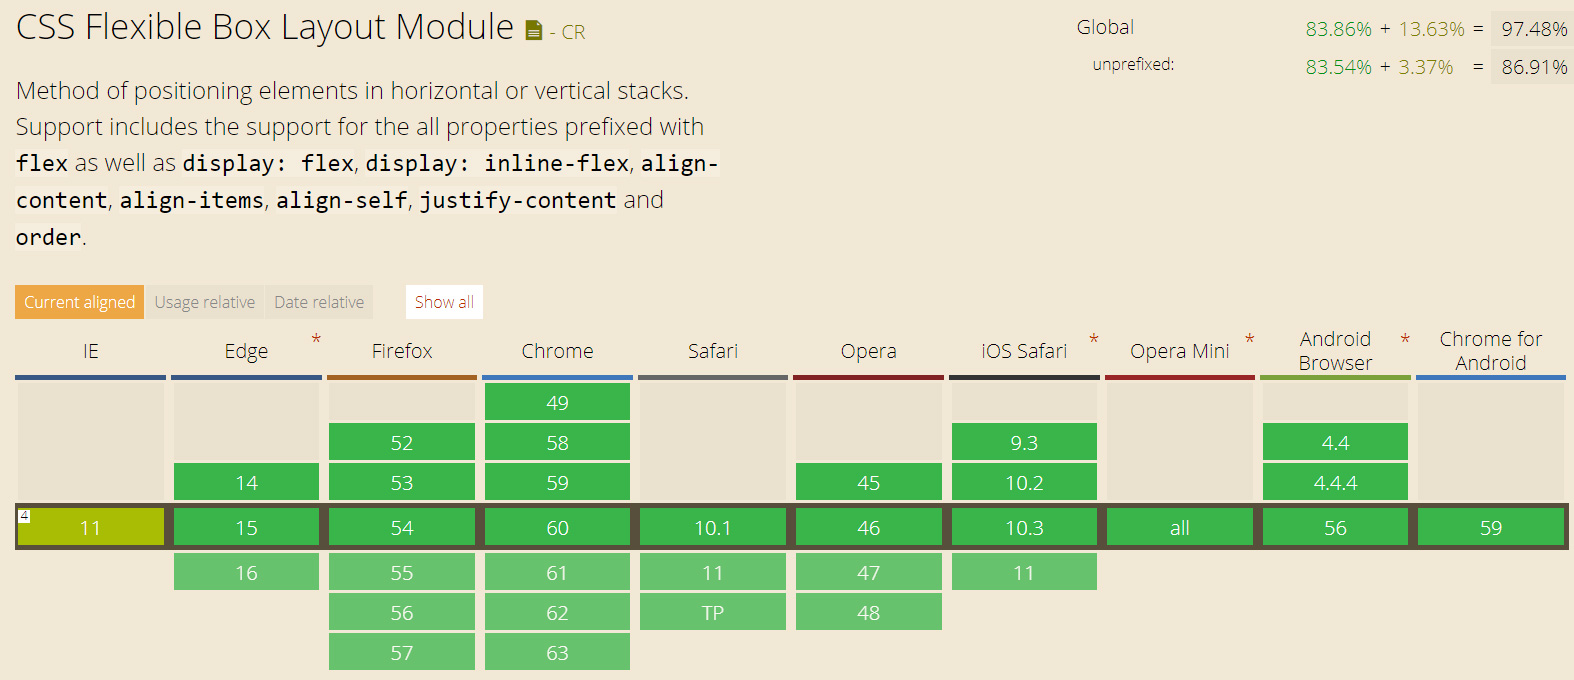 CSS Flexible Box Layout Module - CR
Global 83.86% + 13.63% = 97.48%
unprefixed: 83.54% + 3.37% = 86.91%
Method of positioning elements in horizontal or vertical stacks.
Support includes the support for the all properties prefixed with
flex as well as display: flex, display: inline-flex, align-
content, align-items, align-self, justify-content and
order.
Current aligned Usage relative Date relative Show all
IE Edge * Firefox Chrome Safari Opera iOS Safari * Opera Mini * Android Browser * Chrome for Android
49
52 58 9.3 4.4
14 53 59 45 10.2 4.4.4
4 11 15 54 60 10.1 46 10.3 all 56 59
16 55 61 11 47 11
56 62 TP 48
57 63